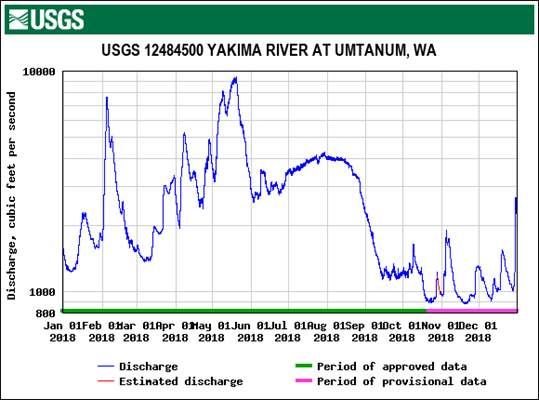 USGS
USGS 12484500 YAKIMA RIVER AT UMTANUM, WA
10000
Discharge, cubic feet per second
1000
800
Jan 01 Feb 01 Mar 01 Apr 01 May 01 Jun 01 Jul 01 Aug 01 Sep 01 Oct 01 Nov 01 Dec 01
2018 2018 2018 2018 2018 2018 2018 2018 2018 2018 2018 2018
Discharge Period of approved data
Estimated discharge Period of provisional data